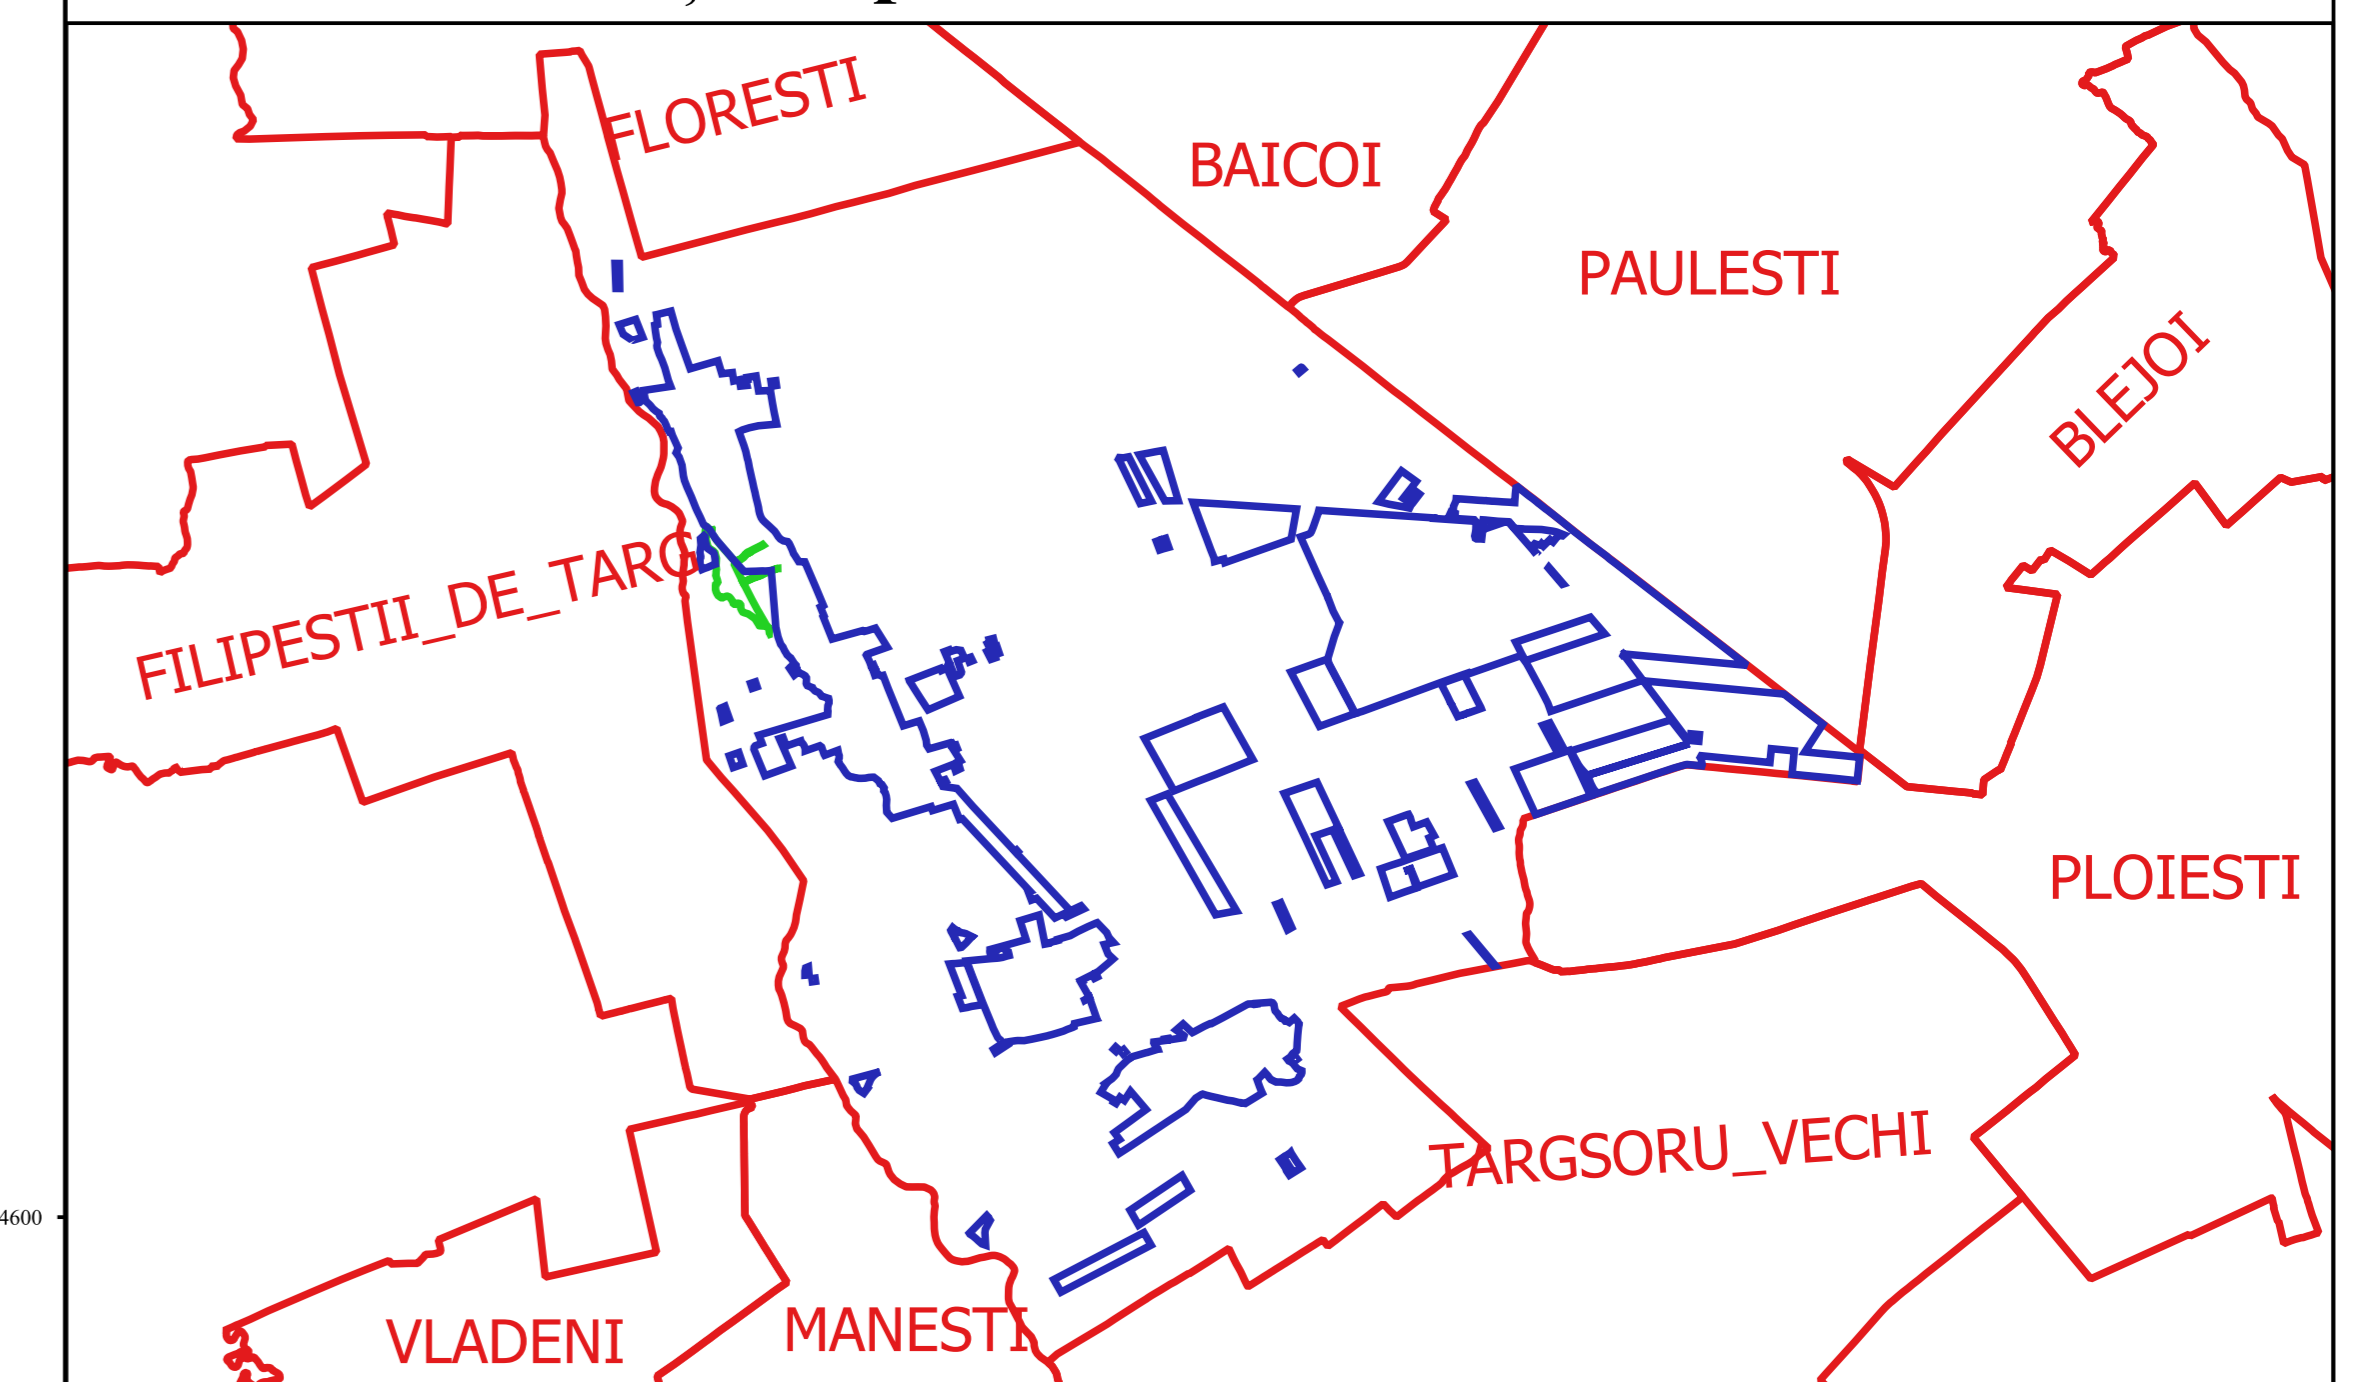 FLORESTI
BAICOI
PAULESTI
BLEJOI
FILIPESTII_DE_TARG
PLOIESTI
TARGSORU_VECHI
4600
VLADENI
MANESTI